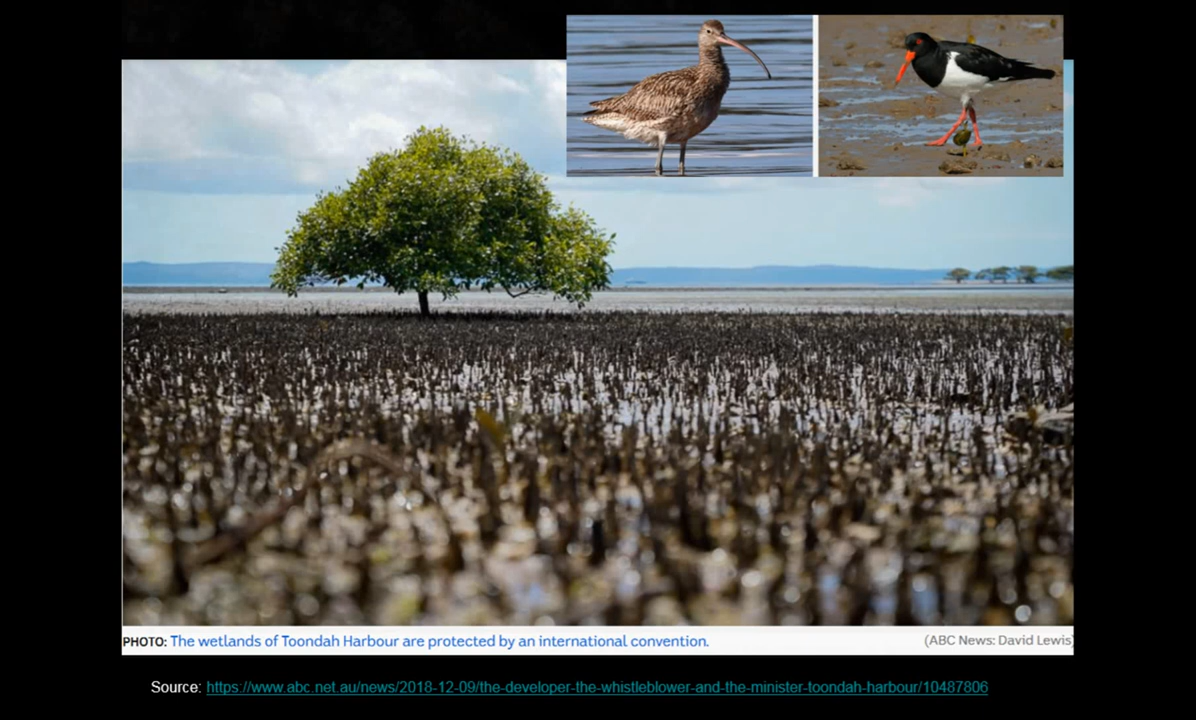 PHOTO: The wetlands of Toondah Harbour are protected by an international convention. (ABC News: David Lewis)
Source: https://www.abc.net.au/news/2018-12-09/the-developer-the-whistleblower-and-the-minister-toondah-harbour/10487806